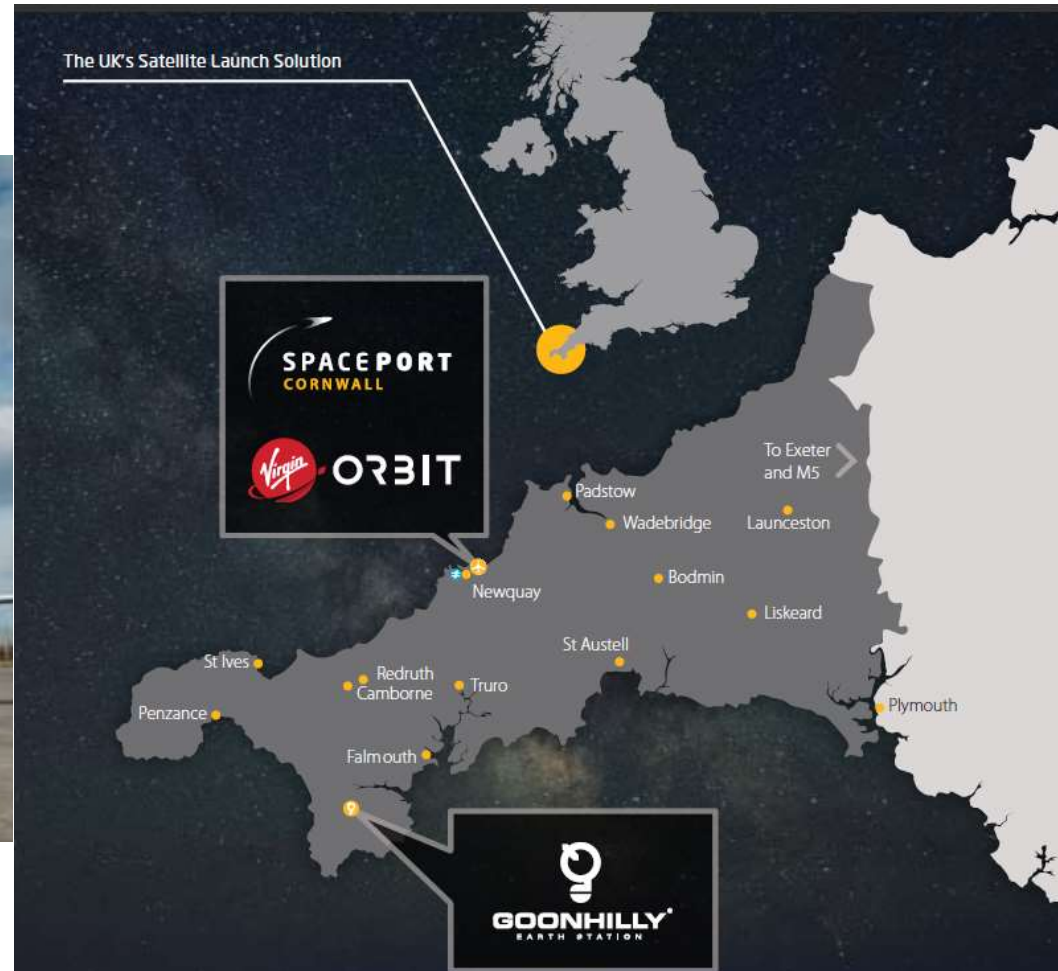 The UK's Satellite Launch Solution
SPACEPORT
CORNWALL
Virgin ORBIT
To Exeter
and M5
Padstow
Wadebridge
Launceston
Newquay
Bodmin
Liskeard
St Austell
St Ives
Redruth
Camborne
Truro
Penzance
Plymouth
Falmouth
GOONHILLY
EARTH STATION